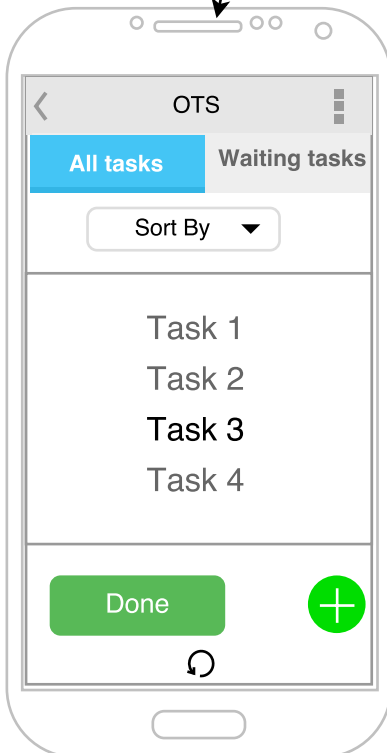 OTS
All tasks
Waiting tasks
Sort By
Task 1
Task 2
Task 3
Task 4
Done